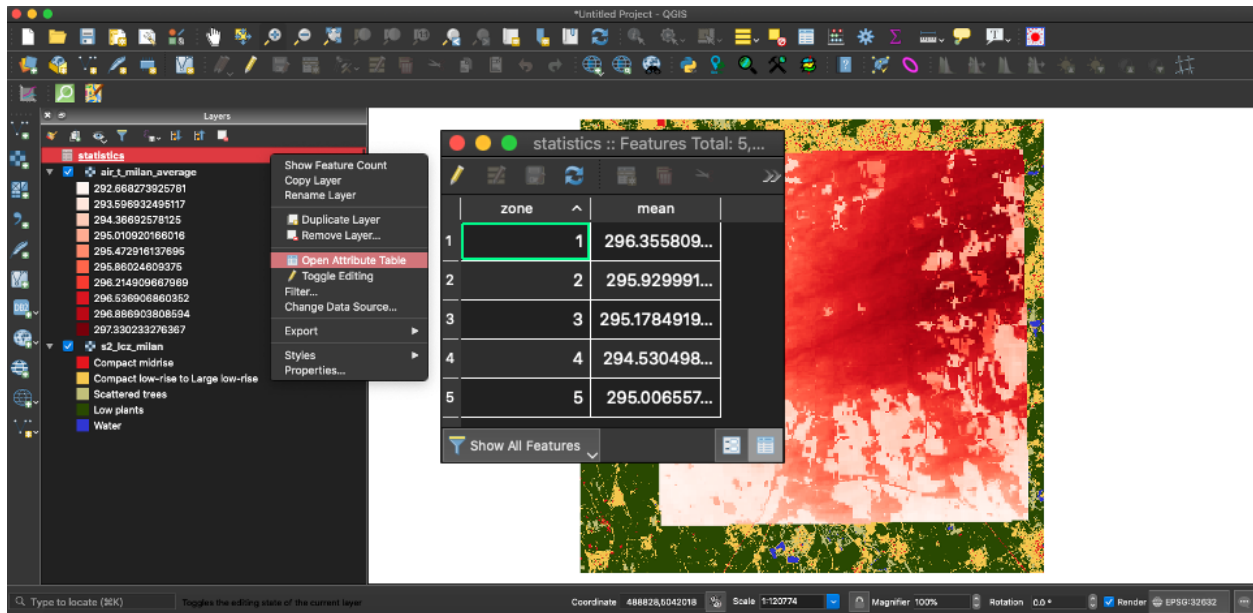 *Untitled Project - QGIS
Layers
statistics
air_t_milan_average
292.668273925781
293.596932495117
294.36692578125
295.010920166016
295.472916137695
295.86024609375
296.214909667969
296.536906860352
296.886903808594
297.330233276367
s2_lcz_milan
Compact midrise
Compact low-rise to Large low-rise
Scattered trees
Low plants
Water
Show Feature Count
Copy Layer
Rename Layer
Duplicate Layer
Remove Layer...
Open Attribute Table
Toggle Editing
Filter...
Change Data Source...
Export
Styles
Properties...
statistics :: Features Total: 5,...
zone mean
1 1 296.355809...
2 2 295.929991...
3 3 295.1784919...
4 4 294.530498...
5 5 295.006557...
Show All Features
DB2
Type to locate (⌘K) Toggles the editing state of the current layer Coordinate 488828,5042018 Scale 1:120774 Magnifier 100% Rotation 0.0 ° Render EPSG:32632